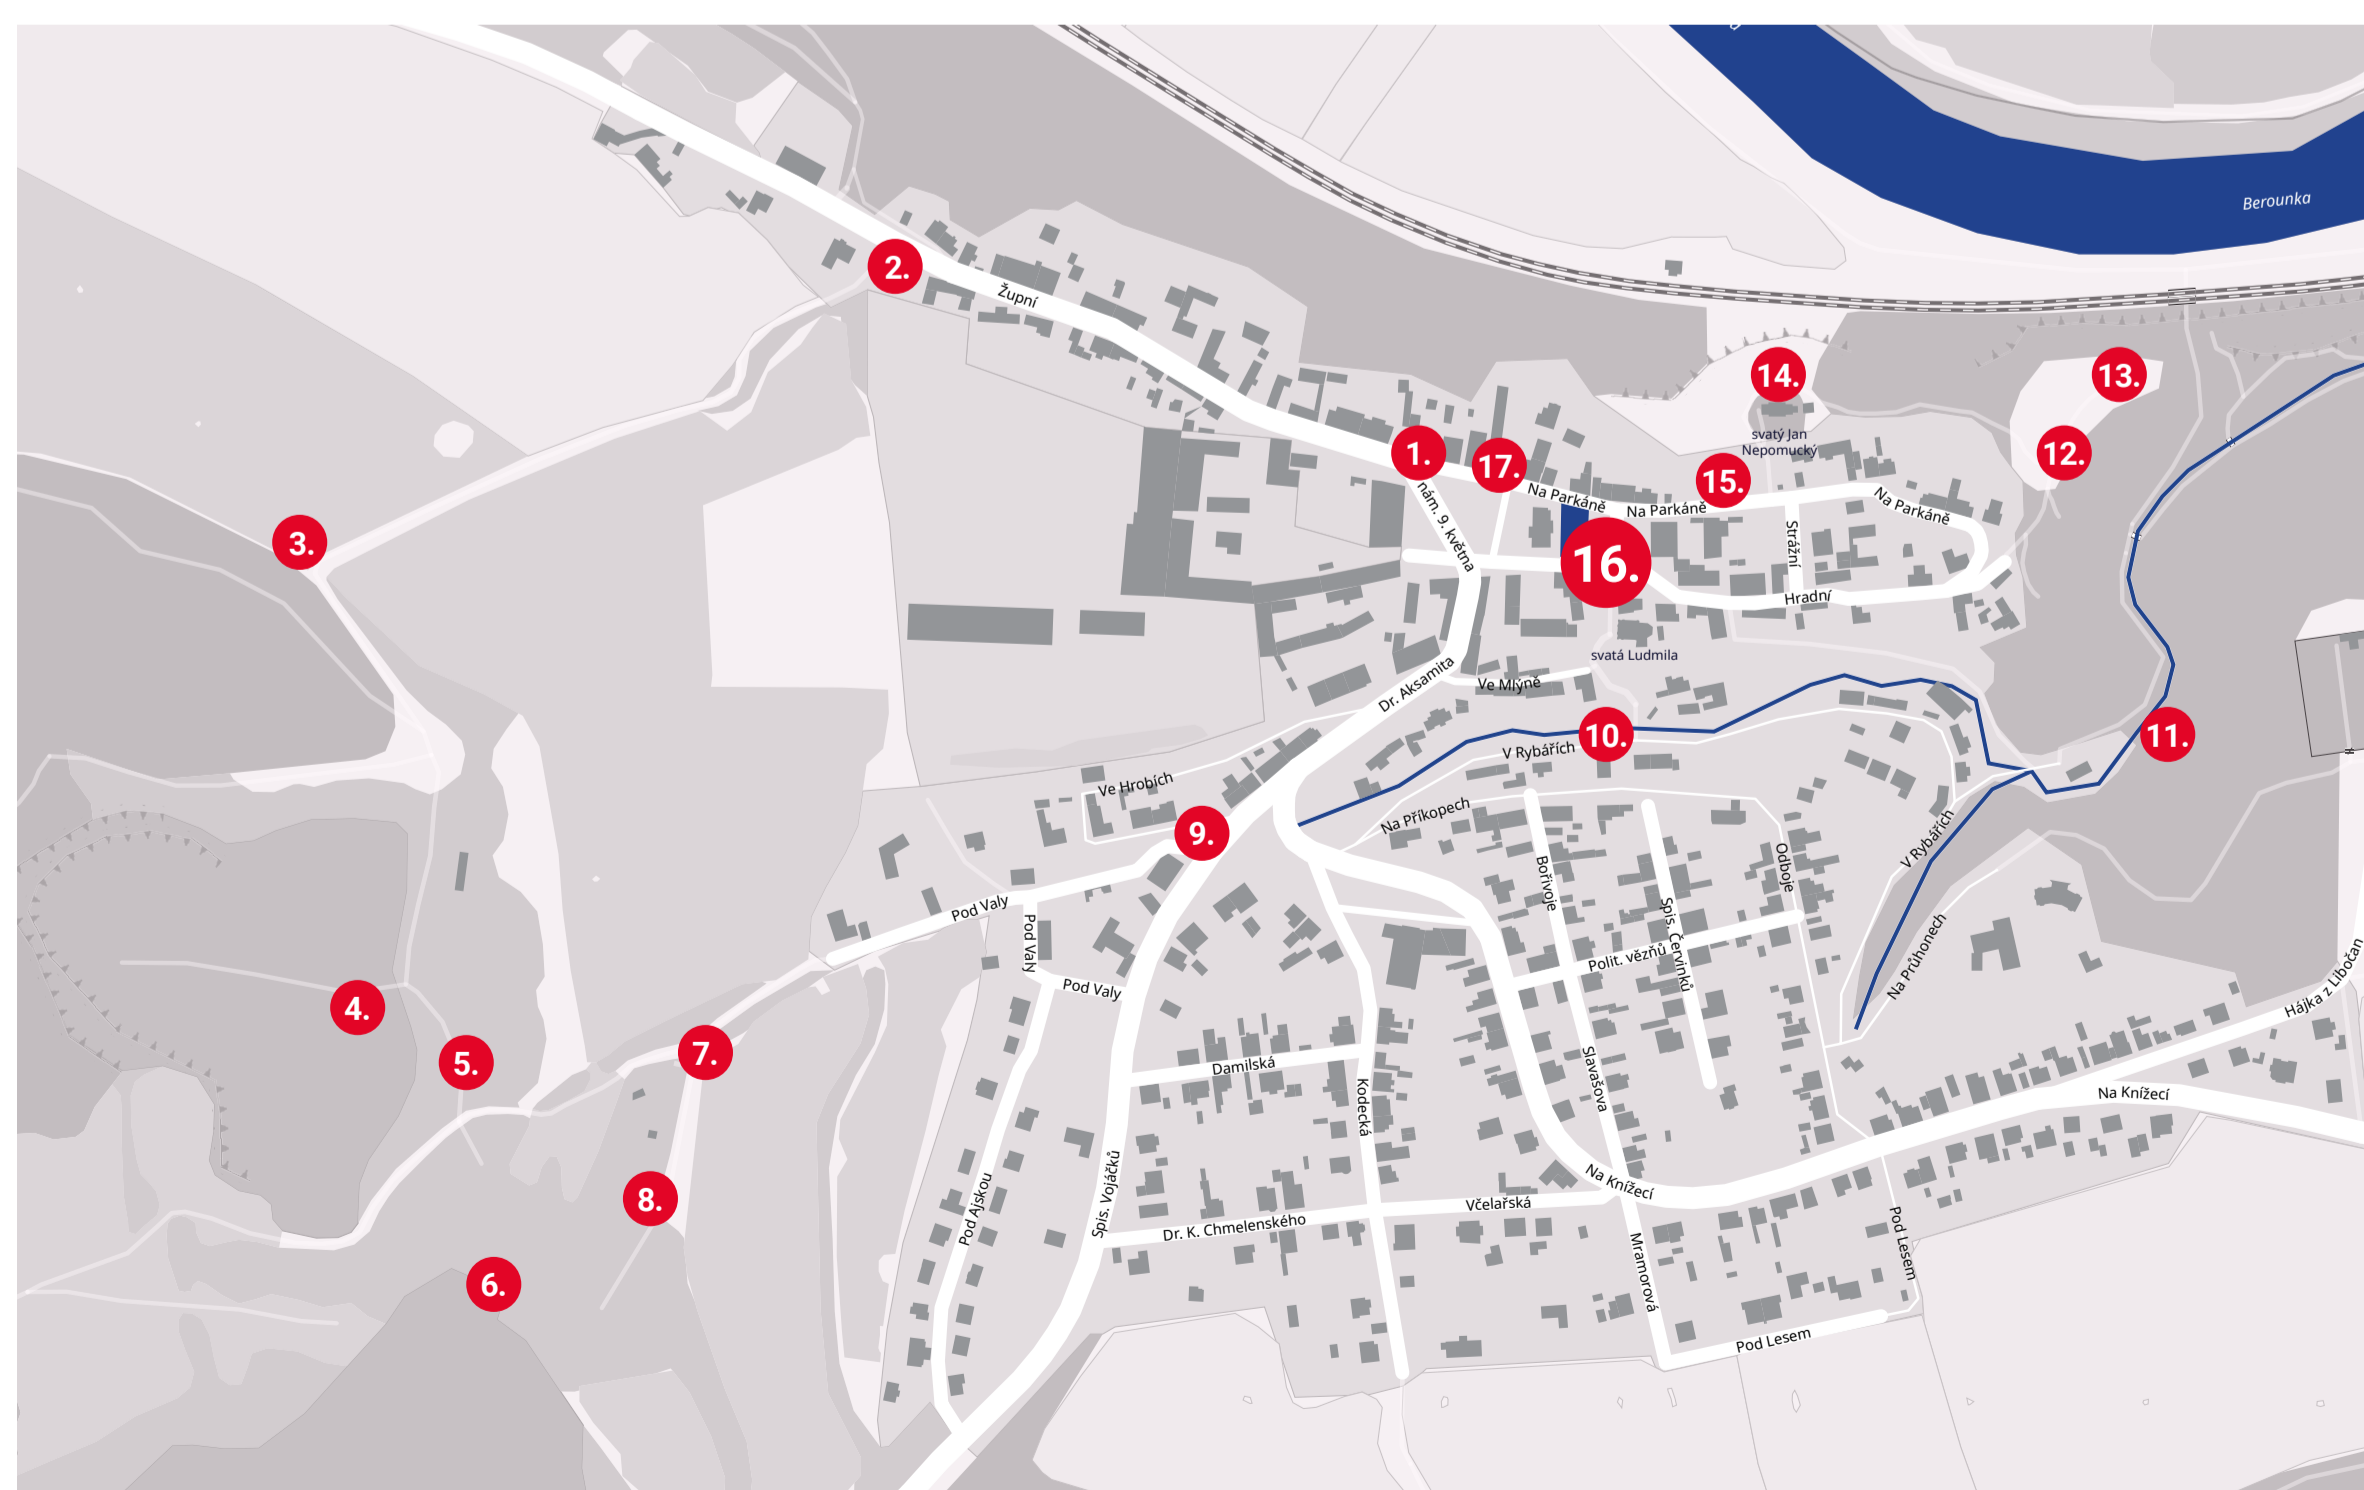 Berounka
2.
Župní
14.
13.
1.
17.
svatý Jan
Nepomucký
12.
15.
Na Parkáně
Na Parkáně
Na Parkáně
nám. 9. května
3.
16.
Strážní
Hradní
svatá Ludmila
Dr. Aksamita
Ve Mlýně
10.
11.
V Rybářích
Ve Hrobích
Na Příkopech
9.
V Rybářích
Bořivoje
Odboje
Pod Valy
Pod Valy
Spis. Červinků
Polit. vězňů
Na Průhonech
Hájka z Libočan
Pod Valy
4.
5.
7.
Damilská
Kodecká
Slavašova
Na Knížecí
8.
Pod Ajskou
Spis. Vojáčků
Dr. K. Chmelenského
Včelařská
Na Knížecí
Pod Lesem
6.
Mramorová
Pod Lesem